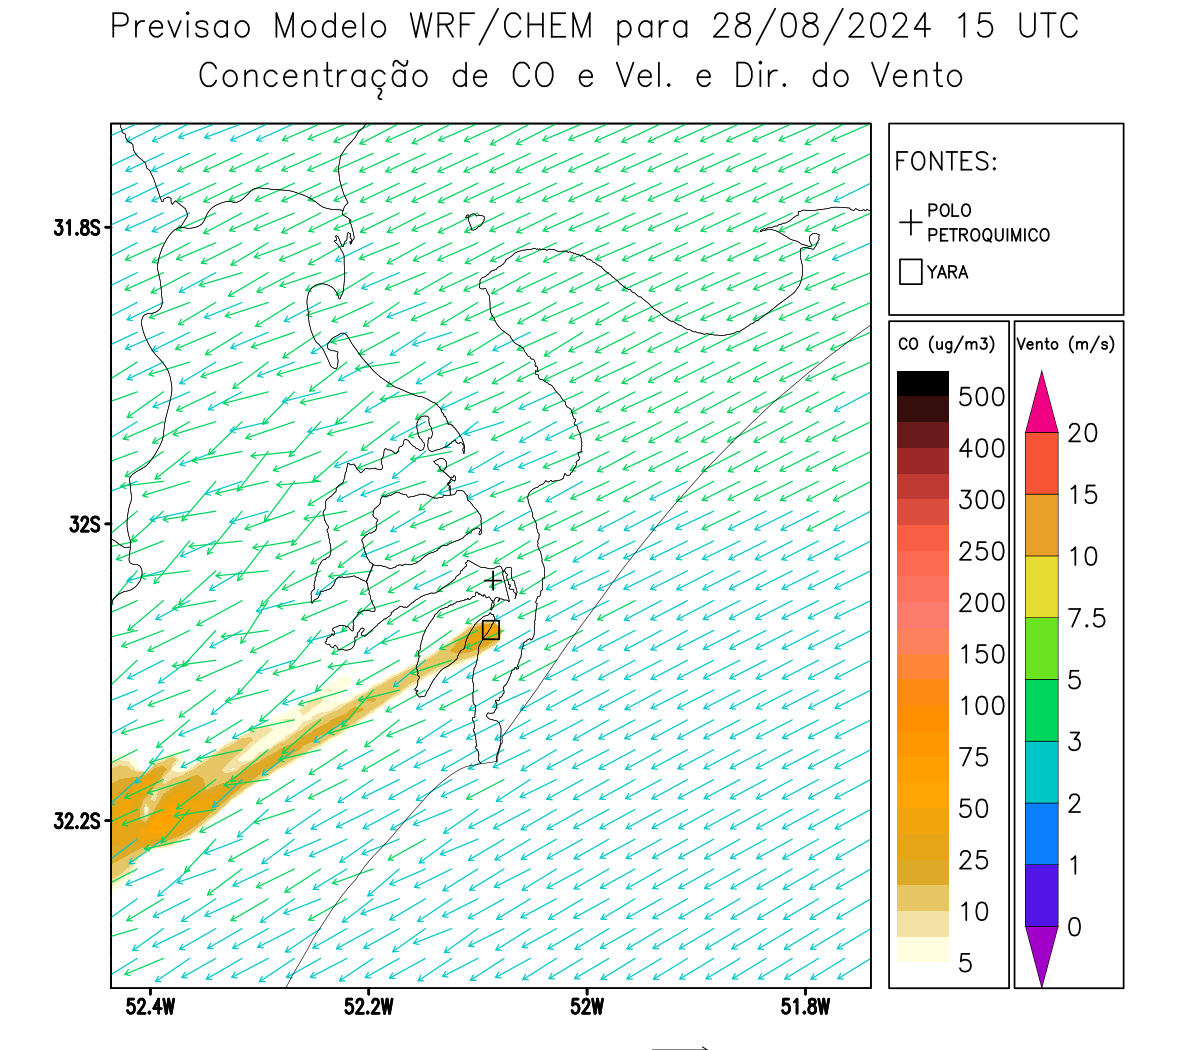 Previsao Modelo WRF/CHEM para 28/08/2024 15 UTC
Concentração de CO e Vel. e Dir. do Vento
FONTES:
POLO
PETROQUIMICO
YARA
CO (ug/m3)
500
400
300
250
200
150
100
75
50
25
10
5
Vento (m/s)
20
15
10
7.5
5
3
2
1
0
31.8S
32S
32.2S
52.4W
52.2W
52W
51.8W